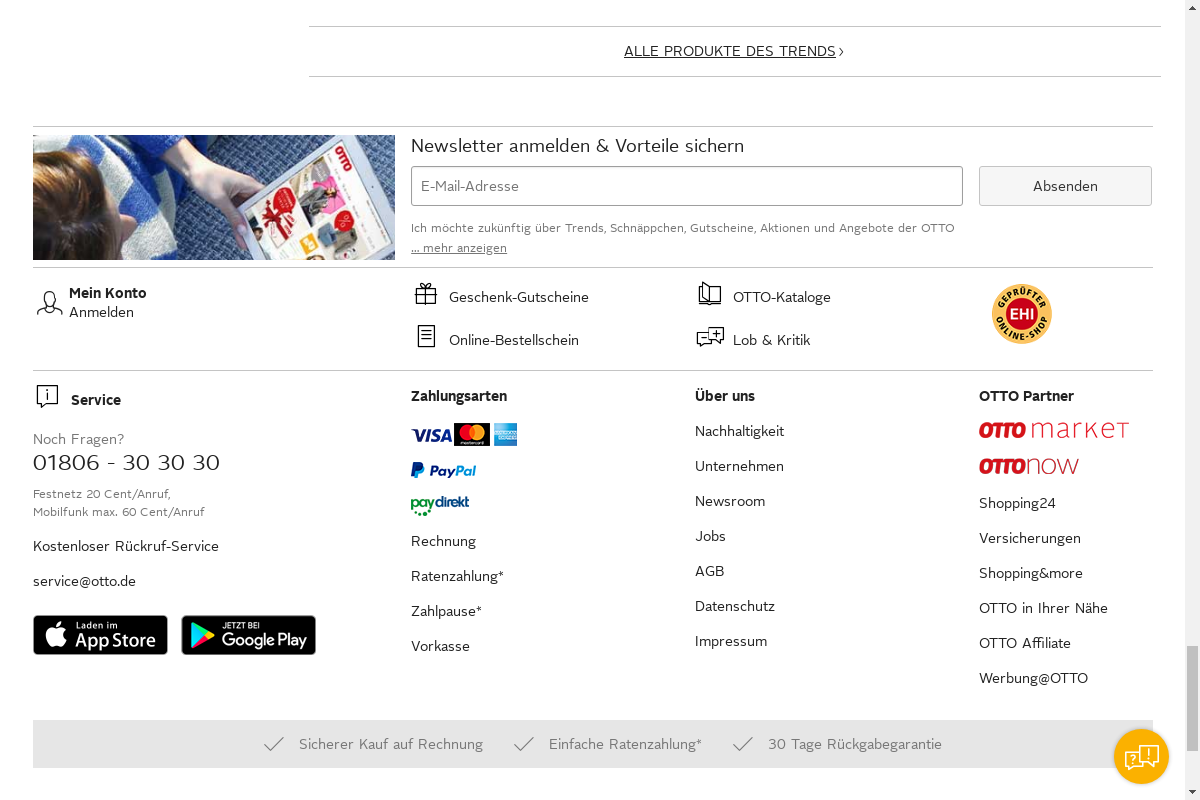 ALLE PRODUKTE DES TRENDS
OTTO
Newsletter anmelden & Vorteile sichern
E-Mail-Adresse
Absenden
Ich möchte zukünftig über Trends, Schnäppchen, Gutscheine, Aktionen und Angebote der OTTO
... mehr anzeigen
Mein Konto
Anmelden
Geschenk-Gutscheine
Online-Bestellschein
OTTO-Kataloge
Lob & Kritik
GEPRÜFTER
EHI
ONLINE-SHOP
Service
Noch Fragen?
01806 - 30 30 30
Festnetz 20 Cent/Anruf,
Mobilfunk max. 60 Cent/Anruf
Kostenloser Rückruf-Service
service@otto.de
Laden im
App Store
JETZT BEI
Google Play
Zahlungsarten
VISA
mastercard
AMERICAN EXPRESS
PayPal
paydirekt
Rechnung
Ratenzahlung*
Zahlpause*
Vorkasse
Über uns
Nachhaltigkeit
Unternehmen
Newsroom
Jobs
AGB
Datenschutz
Impressum
OTTO Partner
OTTO market
OTTO now
Shopping24
Versicherungen
Shopping&more
OTTO in Ihrer Nähe
OTTO Affiliate
Werbung@OTTO
Sicherer Kauf auf Rechnung
Einfache Ratenzahlung*
30 Tage Rückgabegarantie